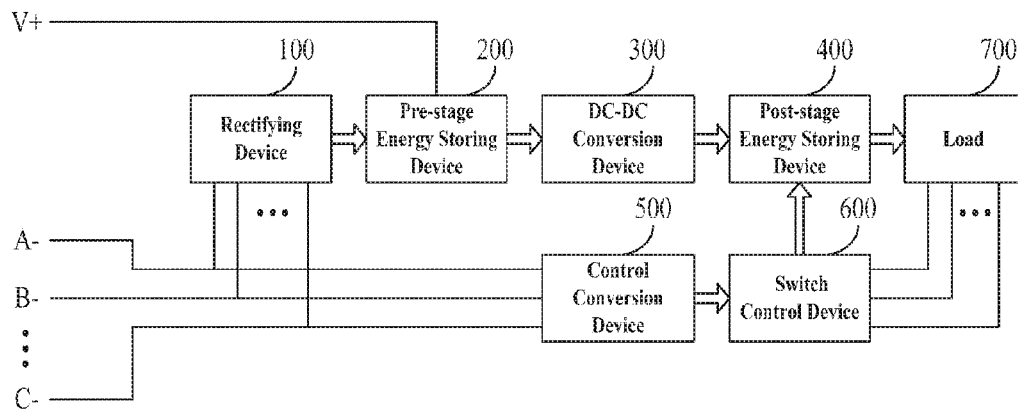 V+
100
200
300
400
700
Rectifying
Device
Pre-stage
Energy Storing
Device
DC-DC
Conversion
Device
Post-stage
Energy Storing
Device
Load
A-
B-
C-
500
600
Control
Conversion
Device
Switch
Control Device